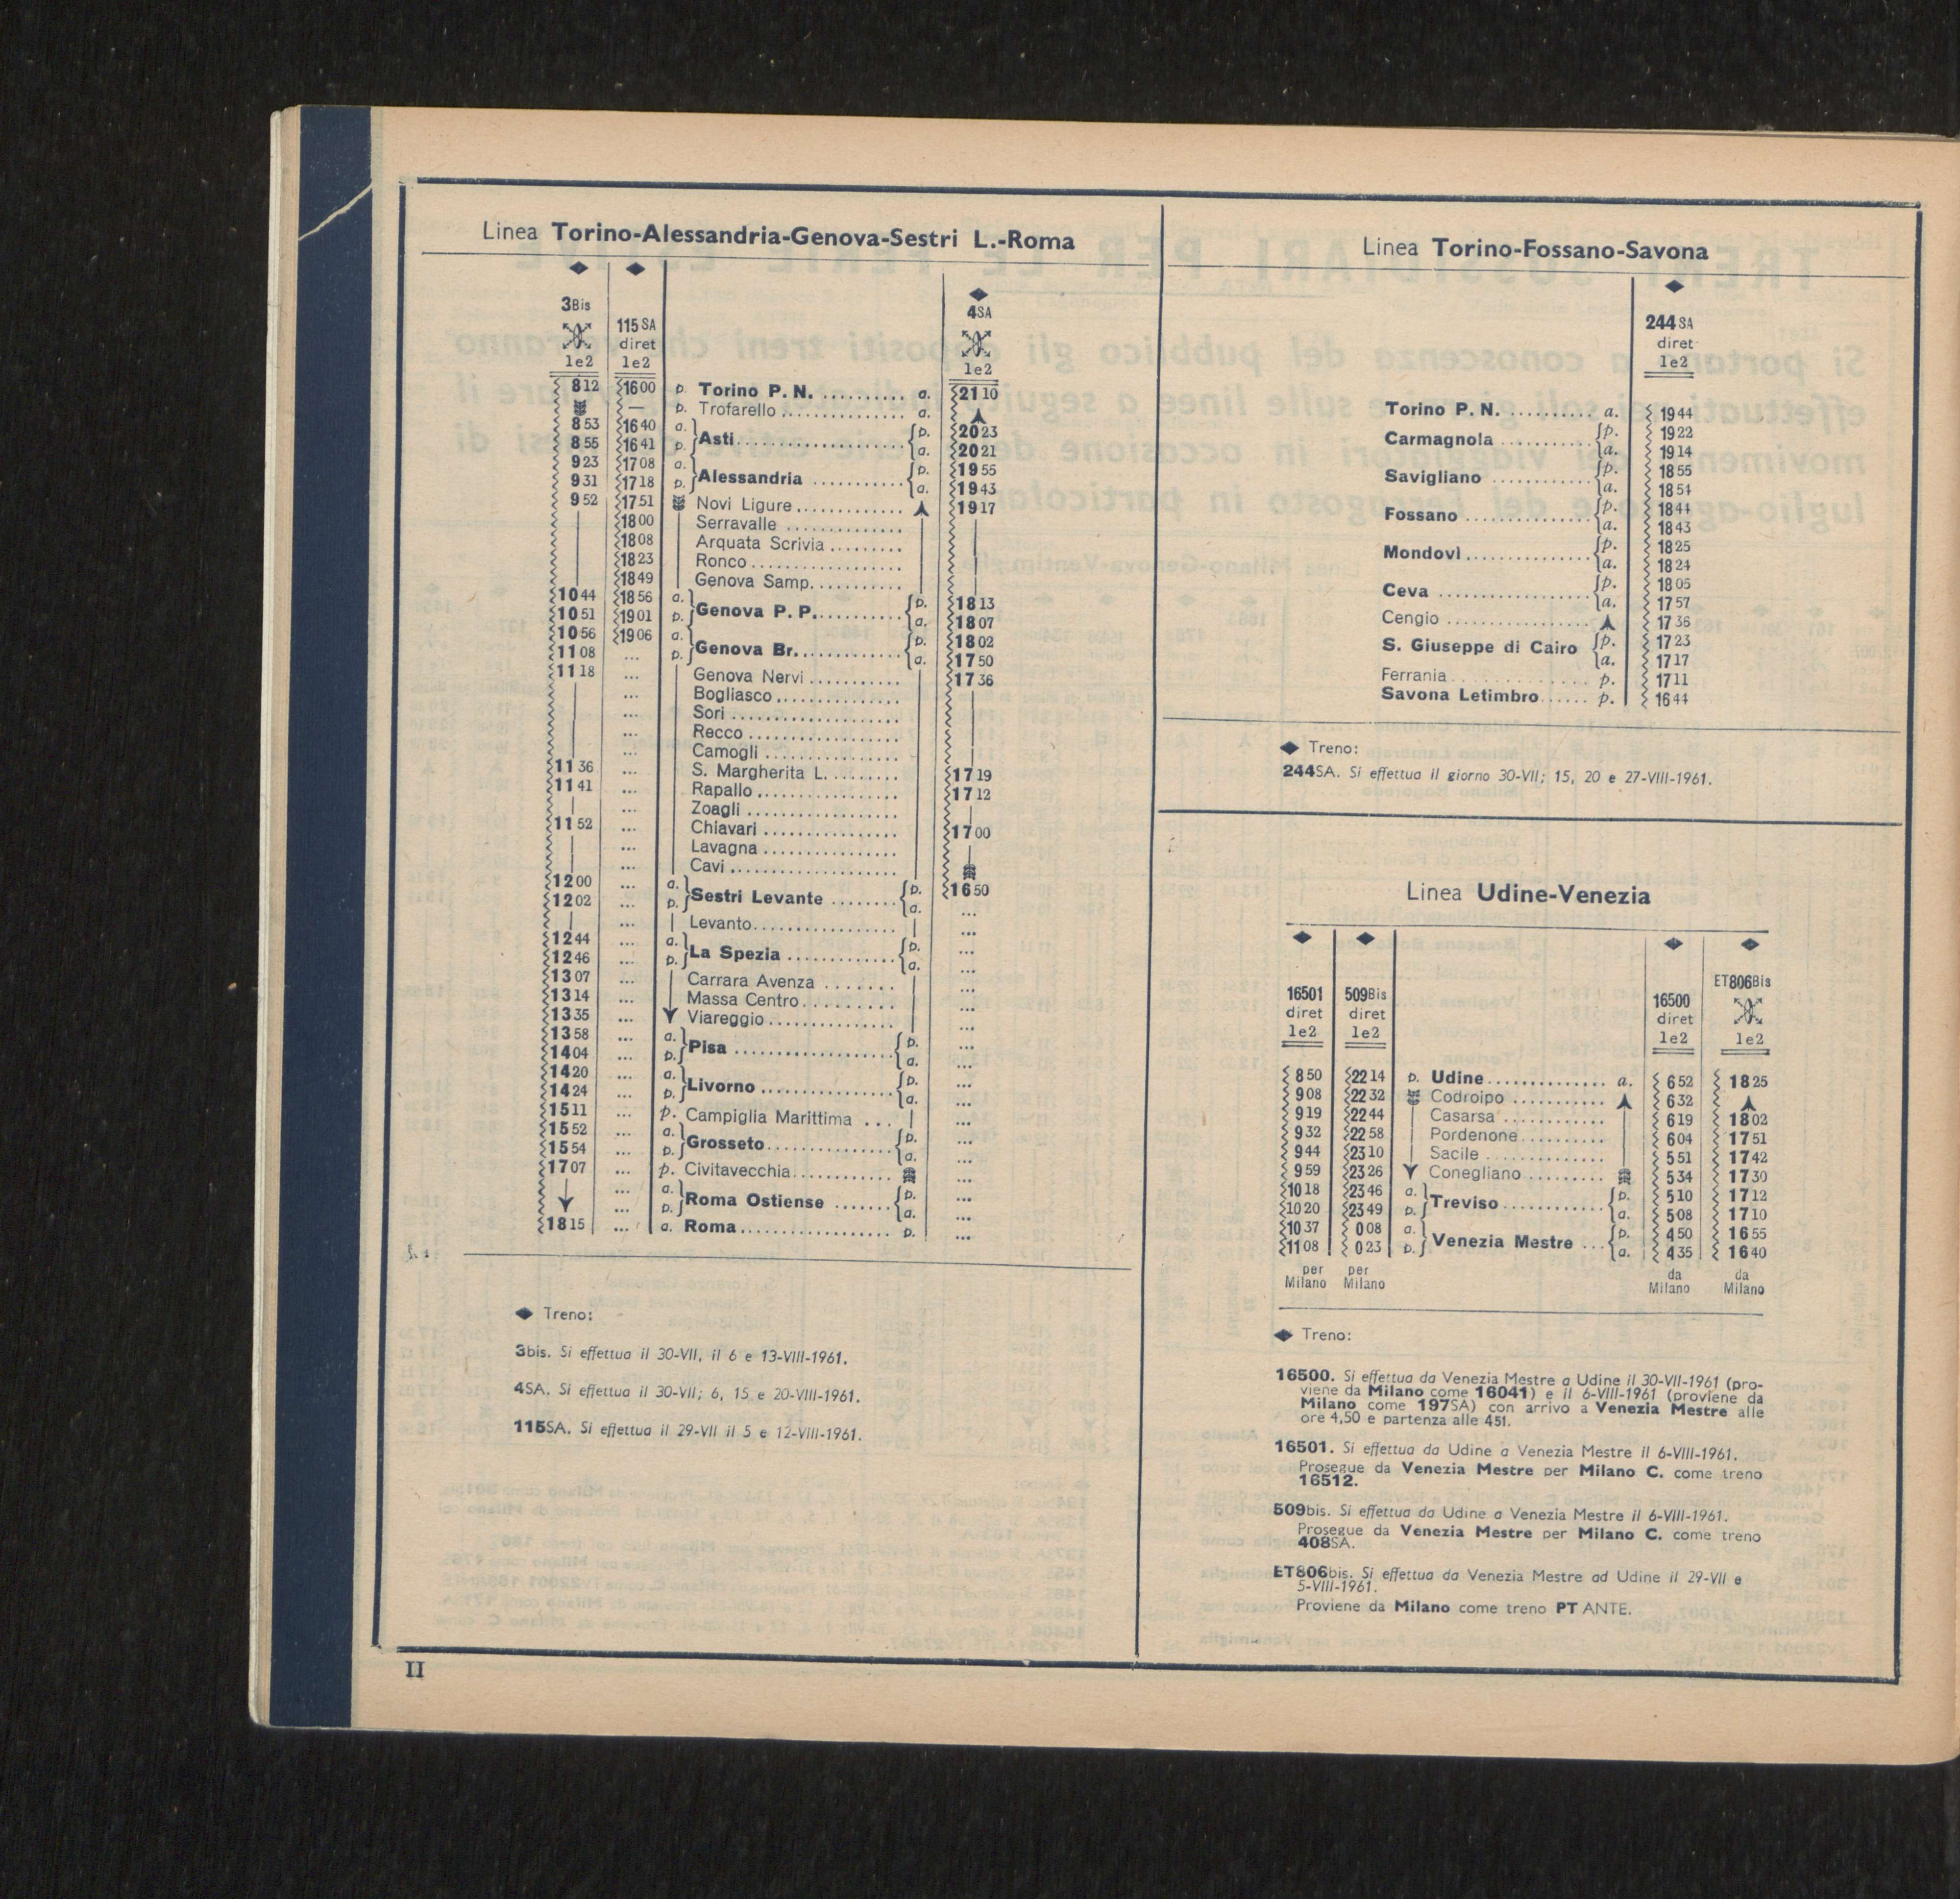 Linea Torino-Alessandria-Genova-Sestri L.-Roma
3Bis 115SA 4SA
diret
1e2 1e2 1e2
8 12 16 00 p. Torino P. N. .......... a. 21 10
— p. Trofarello ............... a.
8 53 16 40 a. Asti p. 20 23
8 55 16 41 p. a. 20 21
9 23 17 08 a. Alessandria p. 19 55
9 31 17 18 p. a. 19 43
9 52 17 51 Novi Ligure 19 17
| 18 00 Serravalle |
| 18 08 Arquata Scrivia |
| 18 23 Ronco |
| 18 49 Genova Samp. |
10 44 18 56 a. Genova P. P. p. 18 13
10 51 19 01 p. a. 18 07
10 56 19 06 a. Genova Br. p. 18 02
11 08 ... p. a. 17 50
11 18 ... Genova Nervi 17 36
| ... Bogliasco |
| ... Sori |
| ... Recco |
| ... Camogli |
11 36 ... S. Margherita L. 17 19
11 41 ... Rapallo 17 12
| ... Zoagli |
11 52 ... Chiavari 17 00
| ... Lavagna |
| ... Cavi
12 00 ... a. Sestri Levante p. 16 50
12 02 ... p. a. ...
| ... Levanto ...
12 44 ... a. La Spezia p. ...
12 46 ... p. a. ...
13 07 ... Carrara Avenza ...
13 14 ... Massa Centro ...
13 35 ... Viareggio ...
13 58 ... a. Pisa p. ...
14 04 ... p. a. ...
14 20 ... a. Livorno p. ...
14 24 ... p. a. ...
15 11 ... p. Campiglia Marittima ...
15 52 ... a. Grosseto p. ...
15 54 ... p. a. ...
17 07 ... p. Civitavecchia ...
... a. Roma Ostiense p. ...
... p. a. ...
18 15 ... a. Roma p. ...
Treno:
3bis. Si effettua il 30-VII, il 6 e 13-VIII-1961.
4SA. Si effettua il 30-VII; 6, 15 e 20-VIII-1961.
115SA. Si effettua il 29-VII il 5 e 12-VIII-1961.
II
Linea Torino-Fossano-Savona
244SA
diret
1e2
Torino P. N. .......... a. 19 44
Carmagnola p. 19 22
a. 19 14
Savigliano p. 18 55
a. 18 54
Fossano p. 18 44
a. 18 43
Mondovì p. 18 25
a. 18 24
Ceva p. 18 05
a. 17 57
Cengio 17 36
S. Giuseppe di Cairo p. 17 23
a. 17 17
Ferrania p. 17 11
Savona Letimbro p. 16 44
Treno:
244SA. Si effettua il giorno 30-VII; 15, 20 e 27-VIII-1961.
Linea Udine-Venezia
16501 509Bis 16500 ET806Bis
diret diret diret
1e2 1e2 1e2 1e2
8 50 22 14 p. Udine a. 6 52 18 25
9 08 22 32 Codroipo 6 32
9 19 22 44 Casarsa 6 19 18 02
9 32 22 58 Pordenone 6 04 17 51
9 44 23 10 Sacile 5 51 17 42
9 59 23 26 Conegliano 5 34 17 30
10 18 23 46 a. Treviso p. 5 10 17 12
10 20 23 49 p. a. 5 08 17 10
10 37 0 08 a. Venezia Mestre p. 4 50 16 55
11 08 0 23 p. a. 4 35 16 40
per per da da
Milano Milano Milano Milano
Treno:
16500. Si effettua da Venezia Mestre a Udine il 30-VII-1961 (pro-
viene da Milano come 16041) e il 6-VIII-1961 (proviene da
Milano come 197SA) con arrivo a Venezia Mestre alle
ore 4,50 e partenza alle 451.
16501. Si effettua da Udine a Venezia Mestre il 6-VIII-1961.
Prosegue da Venezia Mestre per Milano C. come treno
16512.
509bis. Si effettua da Udine a Venezia Mestre il 6-VIII-1961.
Prosegue da Venezia Mestre per Milano C. come treno
408SA.
ET806bis. Si effettua da Venezia Mestre ad Udine il 29-VII e
5-VIII-1961.
Proviene da Milano come treno PT ANTE.